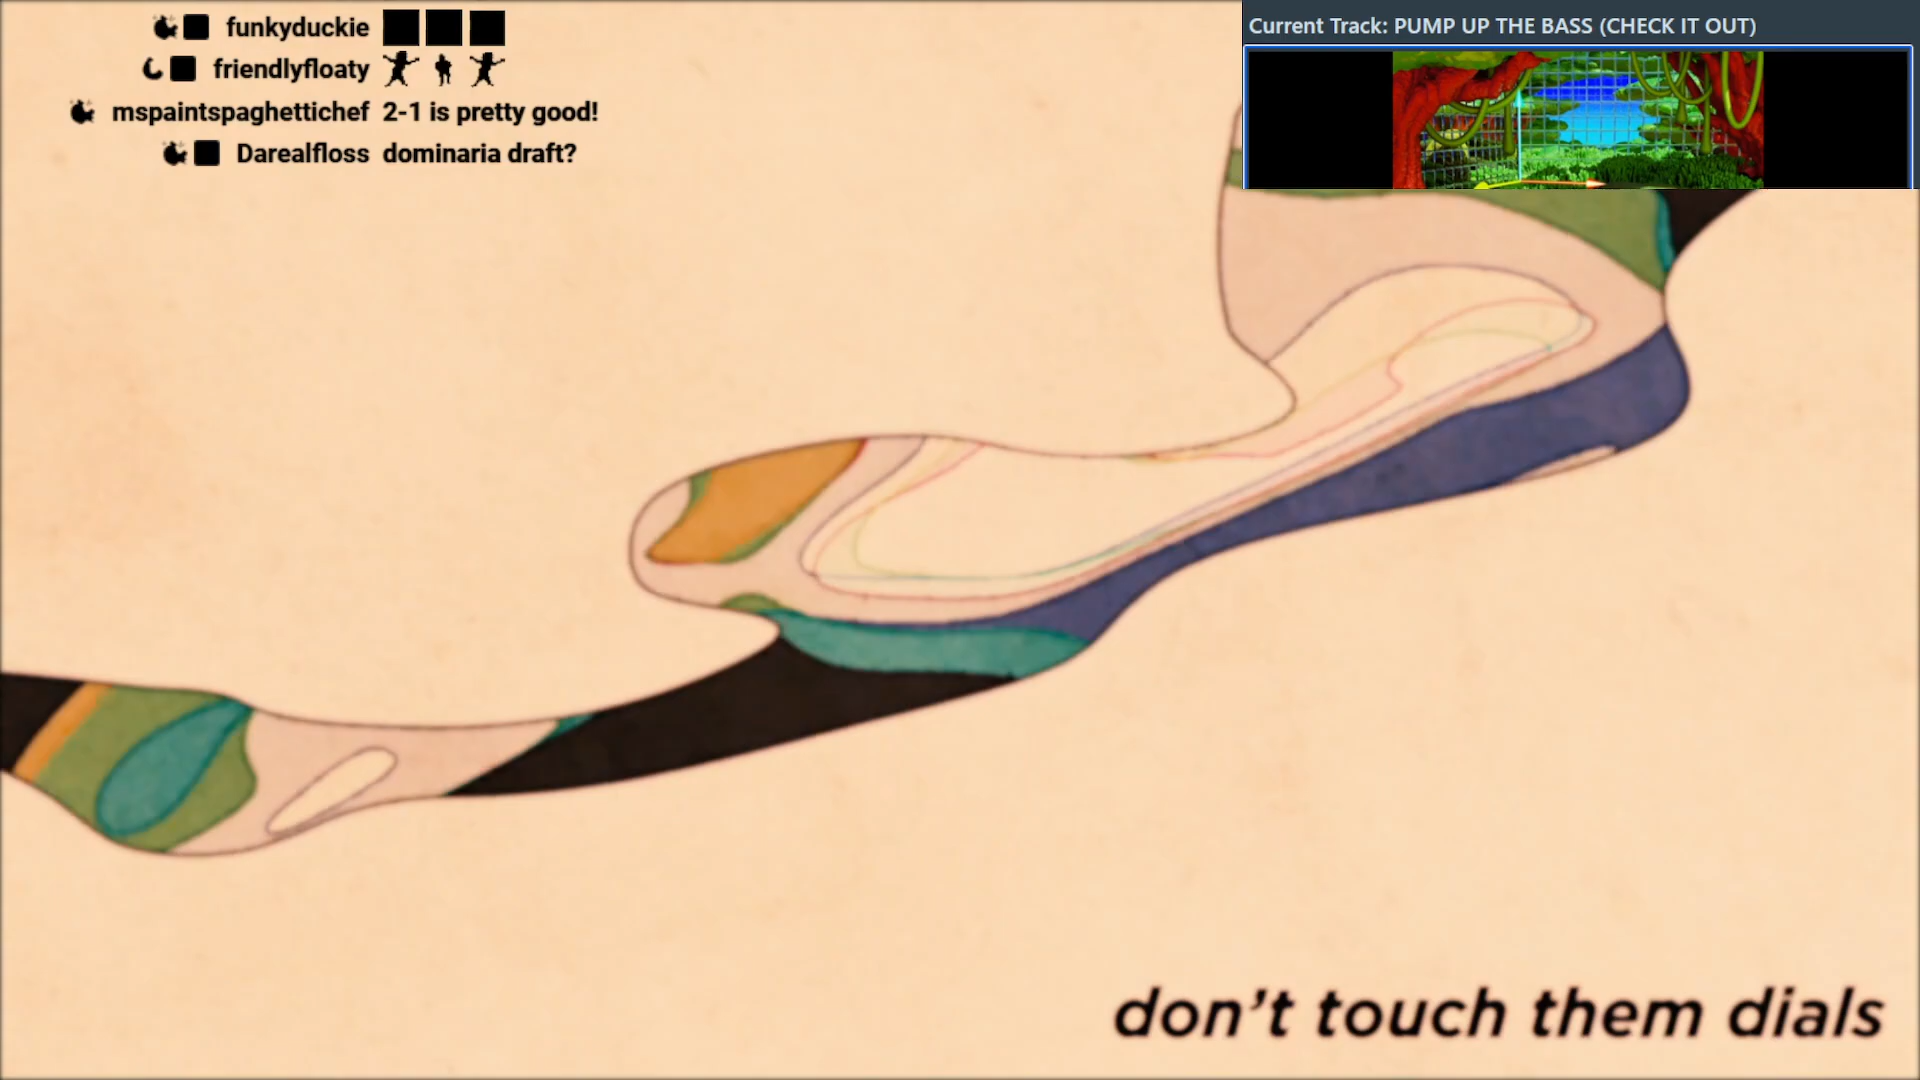 funkyduckie
friendlyfloaty
mspaintspaghettichef 2-1 is pretty good!
Darealfloss dominaria draft?
Current Track: PUMP UP THE BASS (CHECK IT OUT)
don't touch them dials